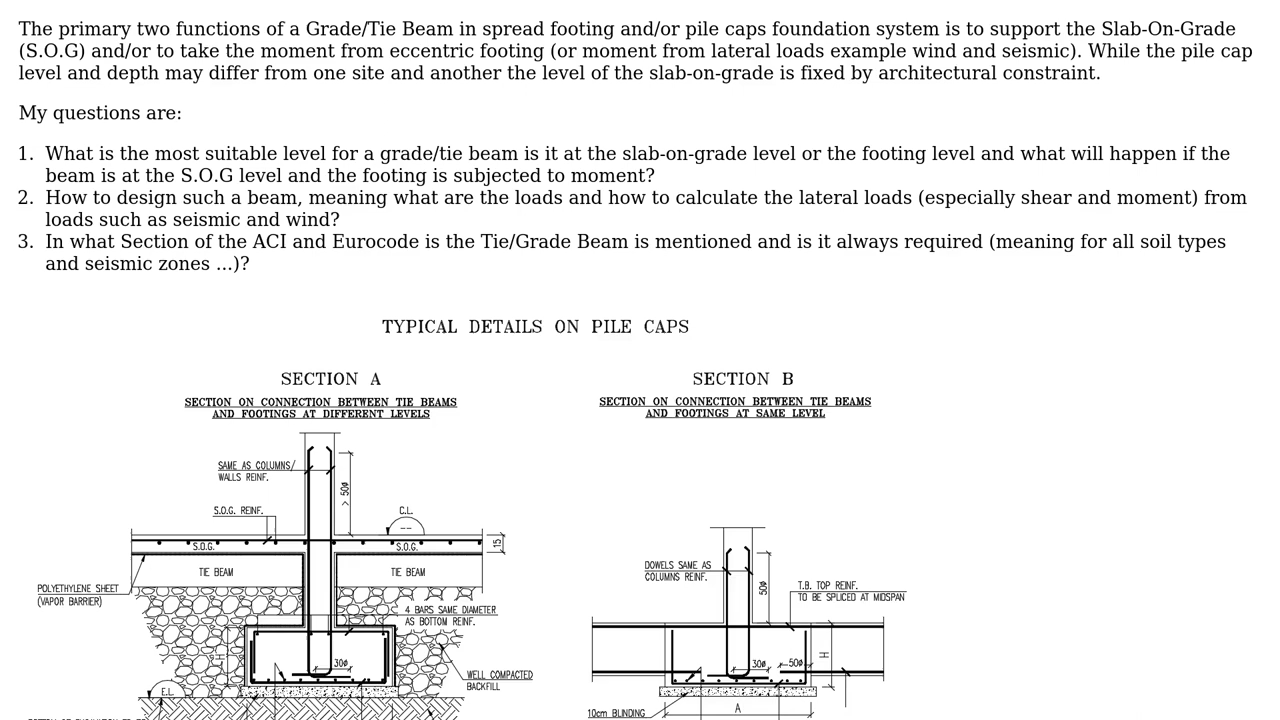 The primary two functions of a Grade/Tie Beam in spread footing and/or pile caps foundation system is to support the Slab-On-Grade
(S.O.G) and/or to take the moment from eccentric footing (or moment from lateral loads example wind and seismic). While the pile cap
level and depth may differ from one site and another the level of the slab-on-grade is fixed by architectural constraint.
My questions are:
1. What is the most suitable level for a grade/tie beam is it at the slab-on-grade level or the footing level and what will happen if the
beam is at the S.O.G level and the footing is subjected to moment?
2. How to design such a beam, meaning what are the loads and how to calculate the lateral loads (especially shear and moment) from
loads such as seismic and wind?
3. In what Section of the ACI and Eurocode is the Tie/Grade Beam is mentioned and is it always required (meaning for all soil types
and seismic zones ...)?
TYPICAL DETAILS ON PILE CAPS
SECTION A
SECTION ON CONNECTION BETWEEN TIE BEAMS
AND FOOTINGS AT DIFFERENT LEVELS
SAME AS COLUMNS/
WALLS REINF.
> 50ø
S.O.G. REINF.
C.L.
S.O.G.
S.O.G.
15
TIE BEAM
TIE BEAM
POLYETHYLENE SHEET
(VAPOR BARRIER)
4 BARS SAME DIAMETER
AS BOTTOM REINF.
H
30ø
WELL COMPACTED
BACKFILL
E.L.
SECTION B
SECTION ON CONNECTION BETWEEN TIE BEAMS
AND FOOTINGS AT SAME LEVEL
DOWELS SAME AS
COLUMNS REINF.
50ø
T.B. TOP REINF.
TO BE SPLICED AT MIDSPAN
30ø
50ø
H
10cm BLINDING
A